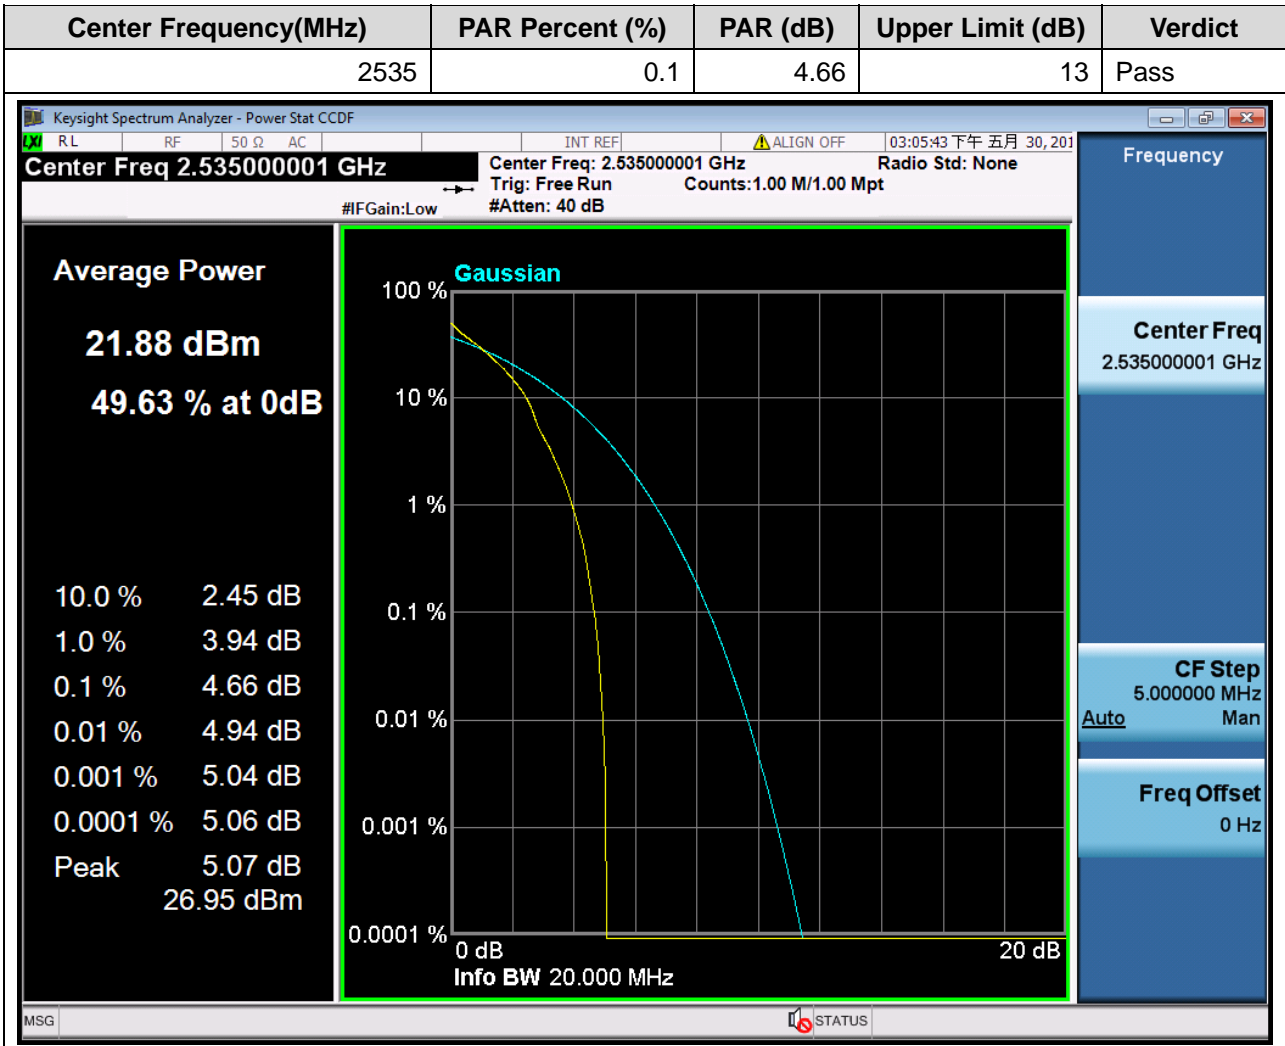 Center Frequency(MHz) PAR Percent (%) PAR (dB) Upper Limit (dB) Verdict
2535 0.1 4.66 13 Pass
Keysight Spectrum Analyzer - Power Stat CCDF
LXI RL RF 50 Ω AC INT REF ALIGN OFF 03:05:43 下午 五月 30, 201
Center Freq 2.535000001 GHz
Center Freq: 2.535000001 GHz Radio Std: None
Trig: Free Run Counts:1.00 M/1.00 Mpt
#IFGain:Low #Atten: 40 dB
Frequency
Average Power
21.88 dBm
49.63 % at 0dB
10.0 % 2.45 dB
1.0 % 3.94 dB
0.1 % 4.66 dB
0.01 % 4.94 dB
0.001 % 5.04 dB
0.0001 % 5.06 dB
Peak 5.07 dB
26.95 dBm
Gaussian
100 %
10 %
1 %
0.1 %
0.01 %
0.001 %
0.0001 %
0 dB 20 dB
Info BW 20.000 MHz
Center Freq
2.535000001 GHz
CF Step
5.000000 MHz
Auto Man
Freq Offset
0 Hz
MSG STATUS